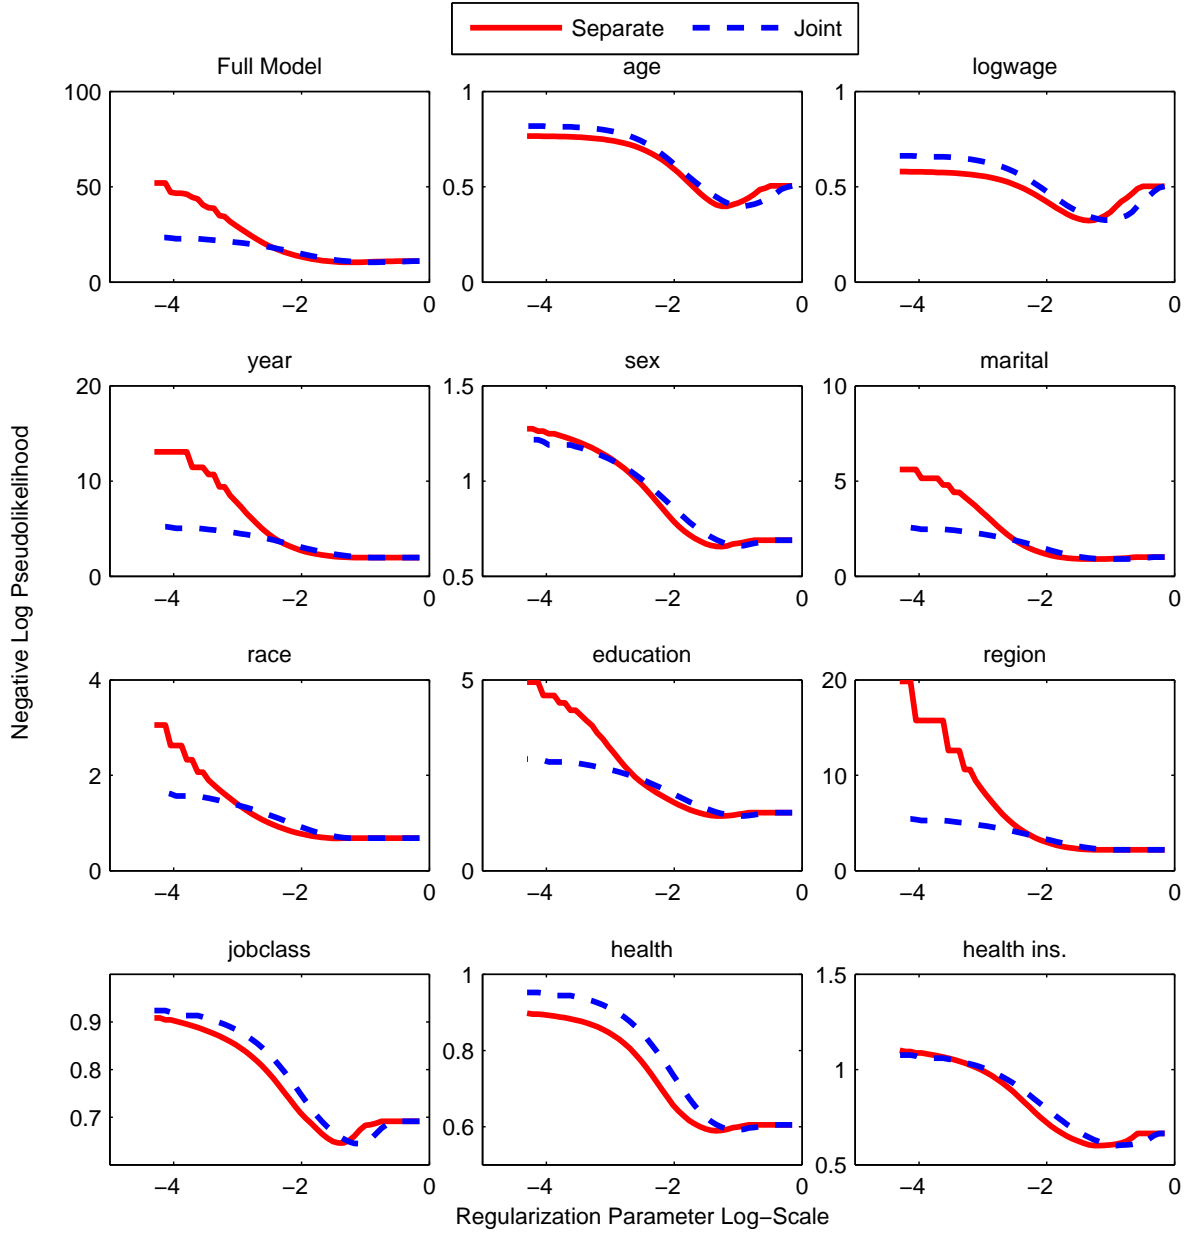 Separate Joint
Full Model age logwage
100 1 1
50 0.5 0.5
0 0 0
−4 −2 0 −4 −2 0 −4 −2 0
year sex marital
20 1.5 10
10 1 5
0 0.5 0
−4 −2 0 −4 −2 0 −4 −2 0
Negative Log Pseudolikelihood
race education region
4 5 20
2 10
0 0 0
−4 −2 0 −4 −2 0 −4 −2 0
jobclass health health ins.
1 1.5
0.9
0.8 0.8 1
0.7 0.6
0.5
−4 −2 0 −4 −2 0 −4 −2 0
Regularization Parameter Log−Scale